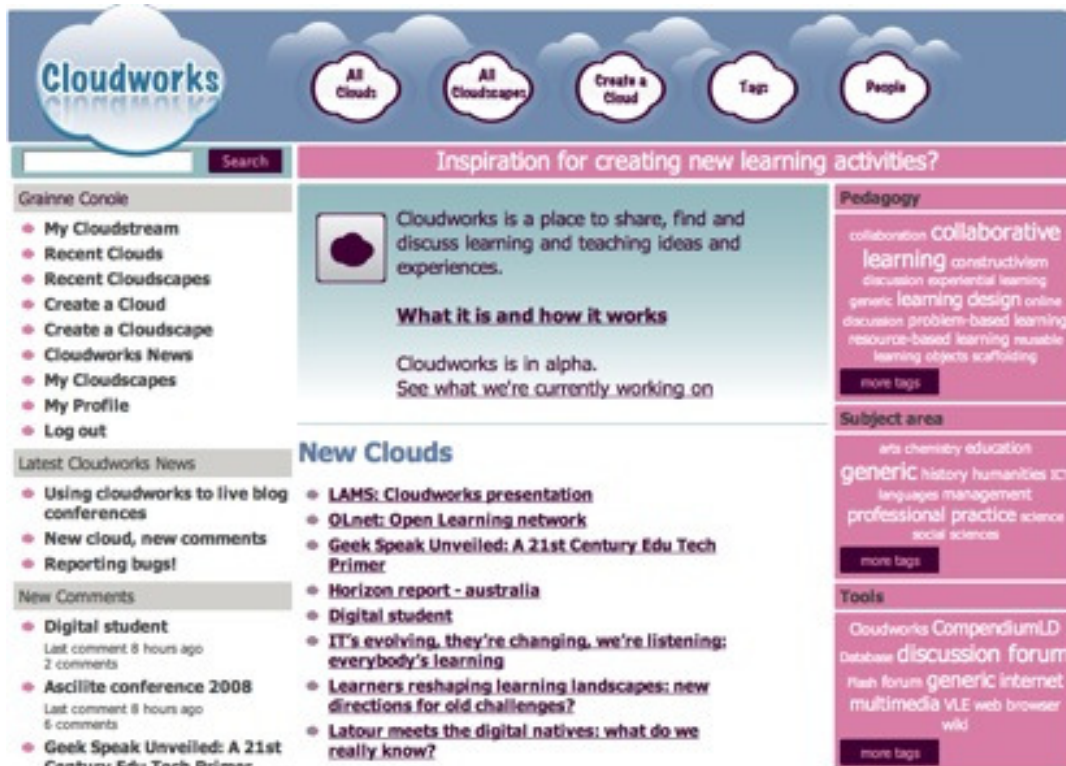 Cloudworks
All
Clouds
All
Cloudscapes
Create a
Cloud
Tags
People
Search
Inspiration for creating new learning activities?
Grainne Conole
My Cloudstream
Recent Clouds
Recent Cloudscapes
Create a Cloud
Create a Cloudscape
Cloudworks News
My Cloudscapes
My Profile
Log out
Latest Cloudworks News
Using cloudworks to live blog
conferences
New cloud, new comments
Reporting bugs!
New Comments
Digital student
Last comment 8 hours ago
2 comments
Ascilite conference 2008
Last comment 8 hours ago
6 comments
Geek Speak Unveiled: A 21st
Century Edu Tech Primer
Cloudworks is a place to share, find and
discuss learning and teaching ideas and
experiences.
What it is and how it works
Cloudworks is in alpha.
See what we're currently working on
New Clouds
LAMS: Cloudworks presentation
OLnet: Open Learning network
Geek Speak Unveiled: A 21st Century Edu Tech
Primer
Horizon report - australia
Digital student
IT's evolving, they're changing, we're listening;
everybody's learning
Learners reshaping learning landscapes: new
directions for old challenges?
Latour meets the digital natives: what do we
really know?
Pedagogy
collaboration collaborative
learning constructivism
discussion experiential learning
generic learning design online
discussion problem-based learning
resource-based learning reusable
learning objects scaffolding
more tags
Subject area
arts chemistry education
generic history humanities ICT
languages management
professional practice science
social sciences
more tags
Tools
Cloudworks CompendiumLD
Database discussion forum
Flash forum generic internet
multimedia VLE web browser
wiki
more tags